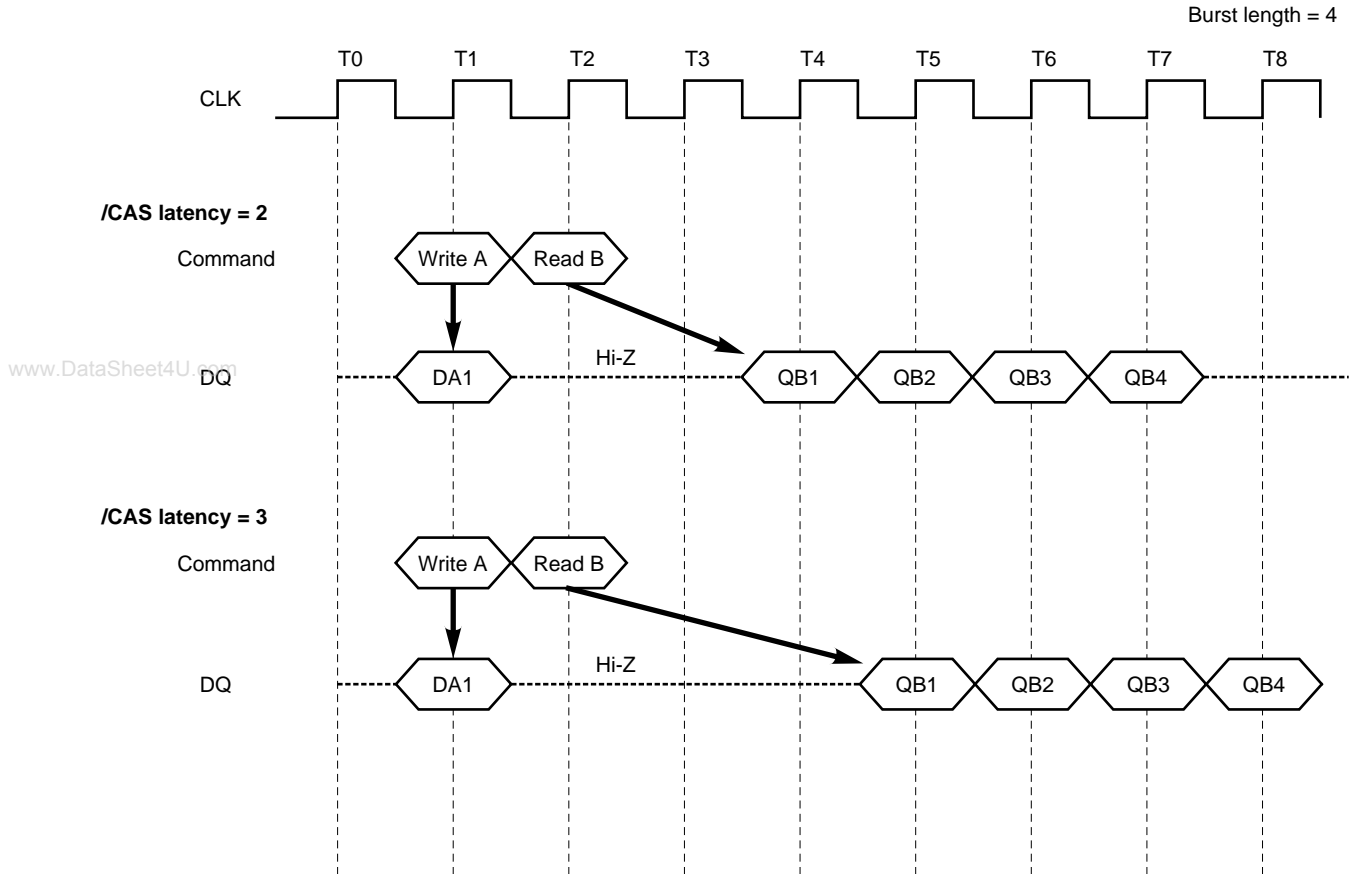 Burst length = 4
T0 T1 T2 T3 T4 T5 T6 T7 T8
CLK
/CAS latency = 2
Command Write A Read B
Hi-Z
www.DataSheet4U.com
DQ DA1 QB1 QB2 QB3 QB4
/CAS latency = 3
Command Write A Read B
Hi-Z
DQ DA1 QB1 QB2 QB3 QB4